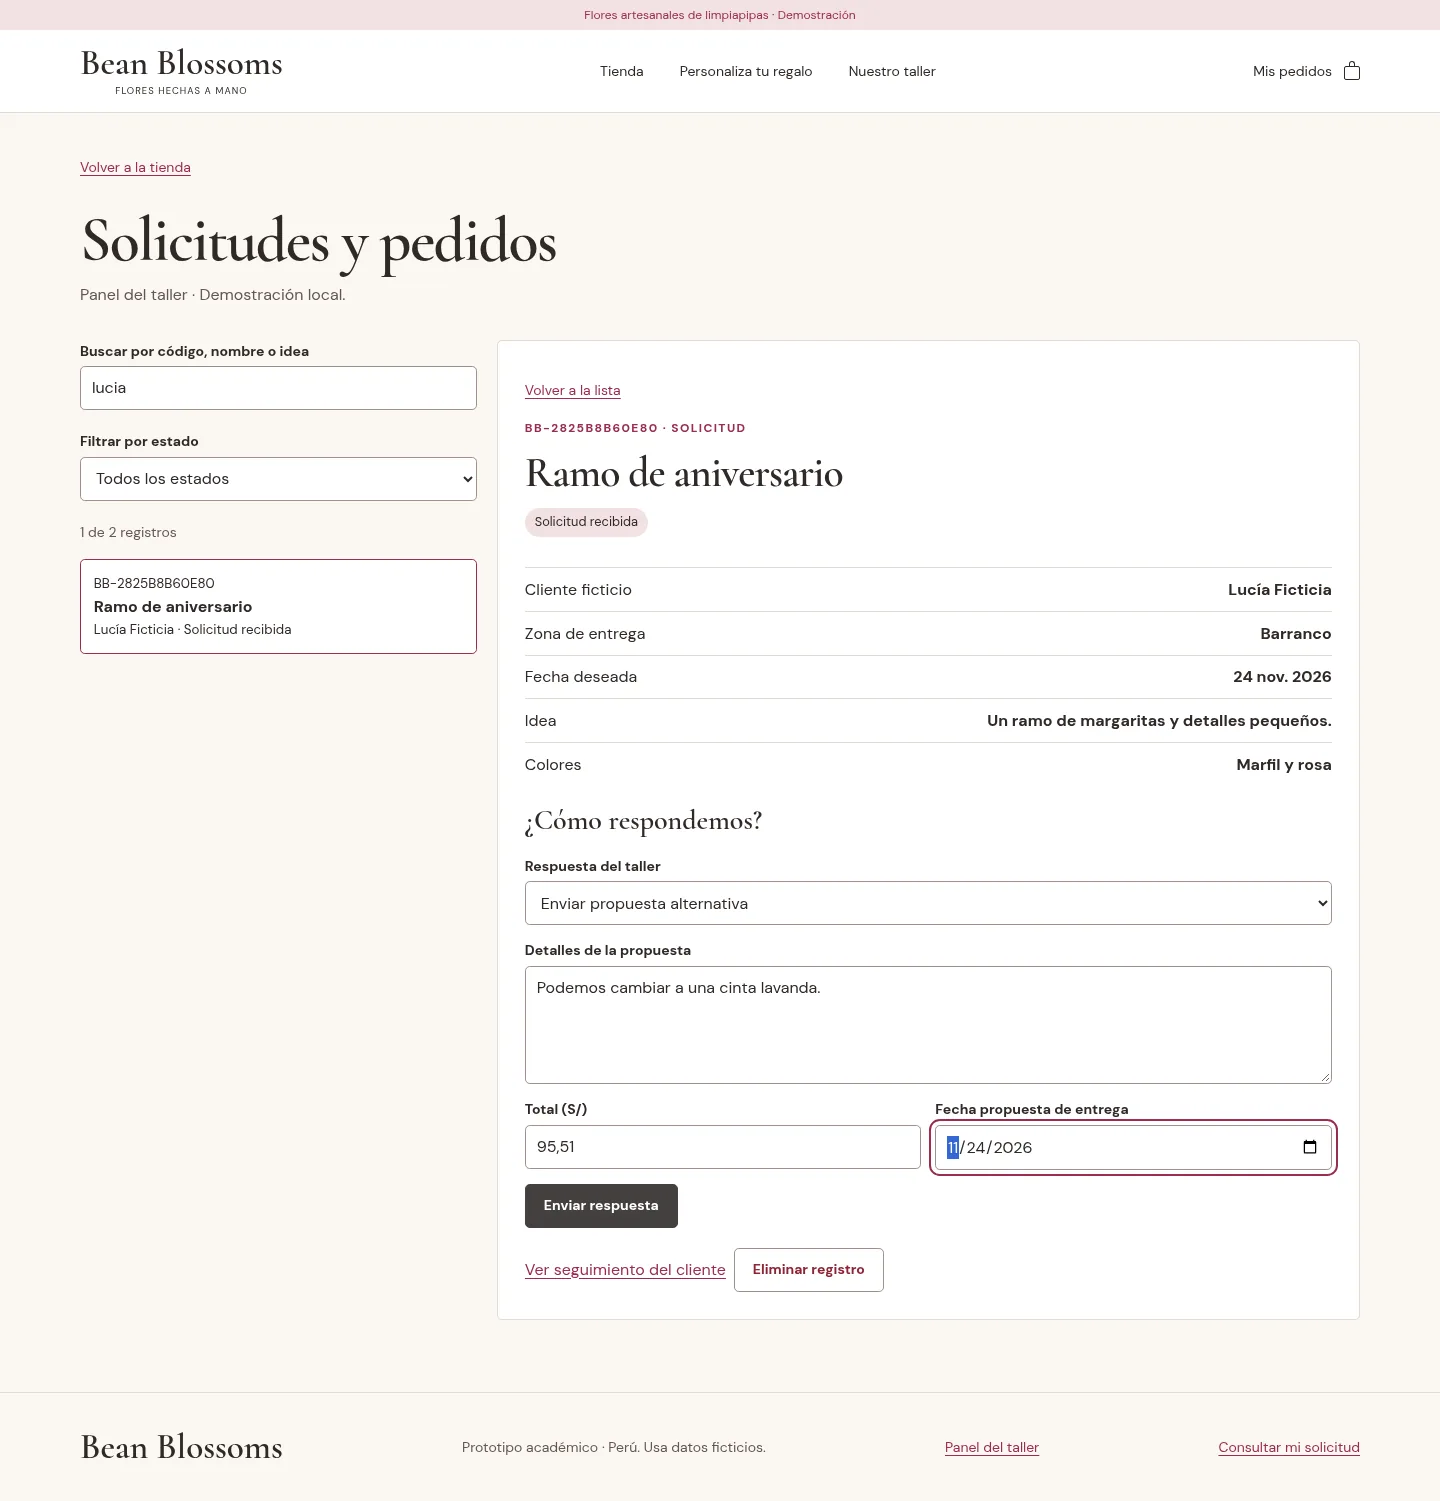 Flores artesanales de limpiapipas · Demostración
Bean Blossoms
FLORES HECHAS A MANO
Tienda
Personaliza tu regalo
Nuestro taller
Mis pedidos
Volver a la tienda
Solicitudes y pedidos
Panel del taller · Demostración local.
Buscar por código, nombre o idea
lucia
Filtrar por estado
Todos los estados
1 de 2 registros
BB-2825B8B60E80
Ramo de aniversario
Lucía Ficticia · Solicitud recibida
Volver a la lista
BB-2825B8B60E80 · SOLICITUD
Ramo de aniversario
Solicitud recibida
Cliente ficticio Lucía Ficticia
Zona de entrega Barranco
Fecha deseada 24 nov. 2026
Idea Un ramo de margaritas y detalles pequeños.
Colores Marfil y rosa
¿Cómo respondemos?
Respuesta del taller
Enviar propuesta alternativa
Detalles de la propuesta
Podemos cambiar a una cinta lavanda.
Total (S/)
95,51
Fecha propuesta de entrega
11/24/2026
Enviar respuesta
Ver seguimiento del cliente
Eliminar registro
Bean Blossoms
Prototipo académico · Perú. Usa datos ficticios.
Panel del taller
Consultar mi solicitud